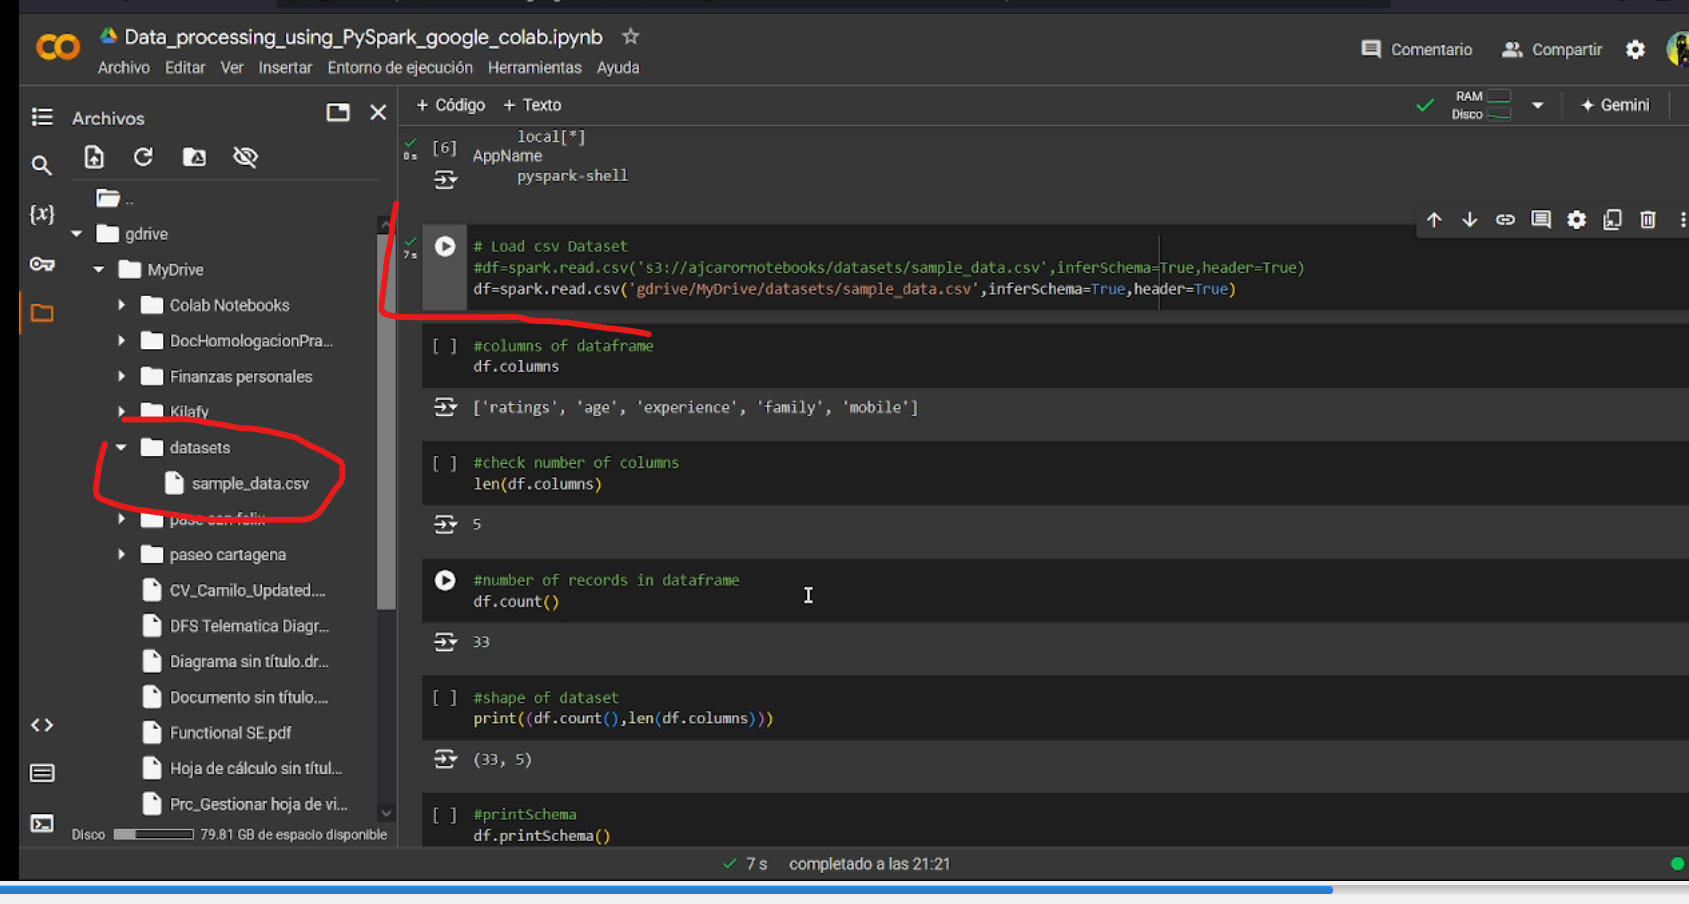 Data_processing_using_PySpark_google_colab.ipynb
Archivo Editar Ver Insertar Entorno de ejecución Herramientas Ayuda
Comentario Compartir
Archivos
+ Código + Texto
RAM
Disco
Gemini
..
gdrive
MyDrive
Colab Notebooks
DocHomologacionPra...
Finanzas personales
Kilafy
datasets
sample_data.csv
pase san felix
paseo cartagena
CV_Camilo_Updated....
DFS Telematica Diagr...
Diagrama sin título.dr...
Documento sin título....
Functional SE.pdf
Hoja de cálculo sin títul...
Prc_Gestionar hoja de vi...
Disco 79.81 GB de espacio disponible
{x}
0 s
[6]
local[*]
AppName
pyspark-shell
7 s
# Load csv Dataset
#df=spark.read.csv('s3://ajcarornotebooks/datasets/sample_data.csv',inferSchema=True,header=True)
df=spark.read.csv('gdrive/MyDrive/datasets/sample_data.csv',inferSchema=True,header=True)
[ ] #columns of dataframe
df.columns
['ratings', 'age', 'experience', 'family', 'mobile']
[ ] #check number of columns
len(df.columns)
5
#number of records in dataframe
df.count()
33
[ ] #shape of dataset
print((df.count(),len(df.columns)))
(33, 5)
[ ] #printSchema
df.printSchema()
7 s completado a las 21:21